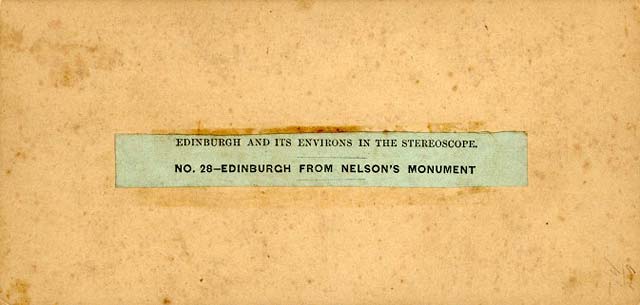 EDINBURGH AND ITS ENVIRONS IN THE STEREOSCOPE.
NO. 28—EDINBURGH FROM NELSON'S MONUMENT